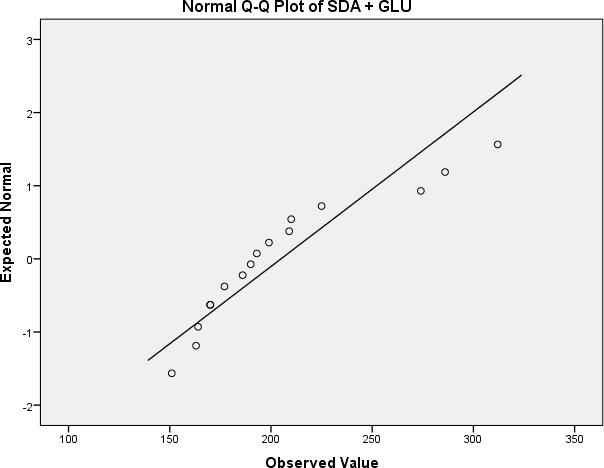 Normal Q-Q Plot of SDA + GLU
3
2
1
0
-1
-2
Expected Normal
100 150 200 250 300 350
Observed Value